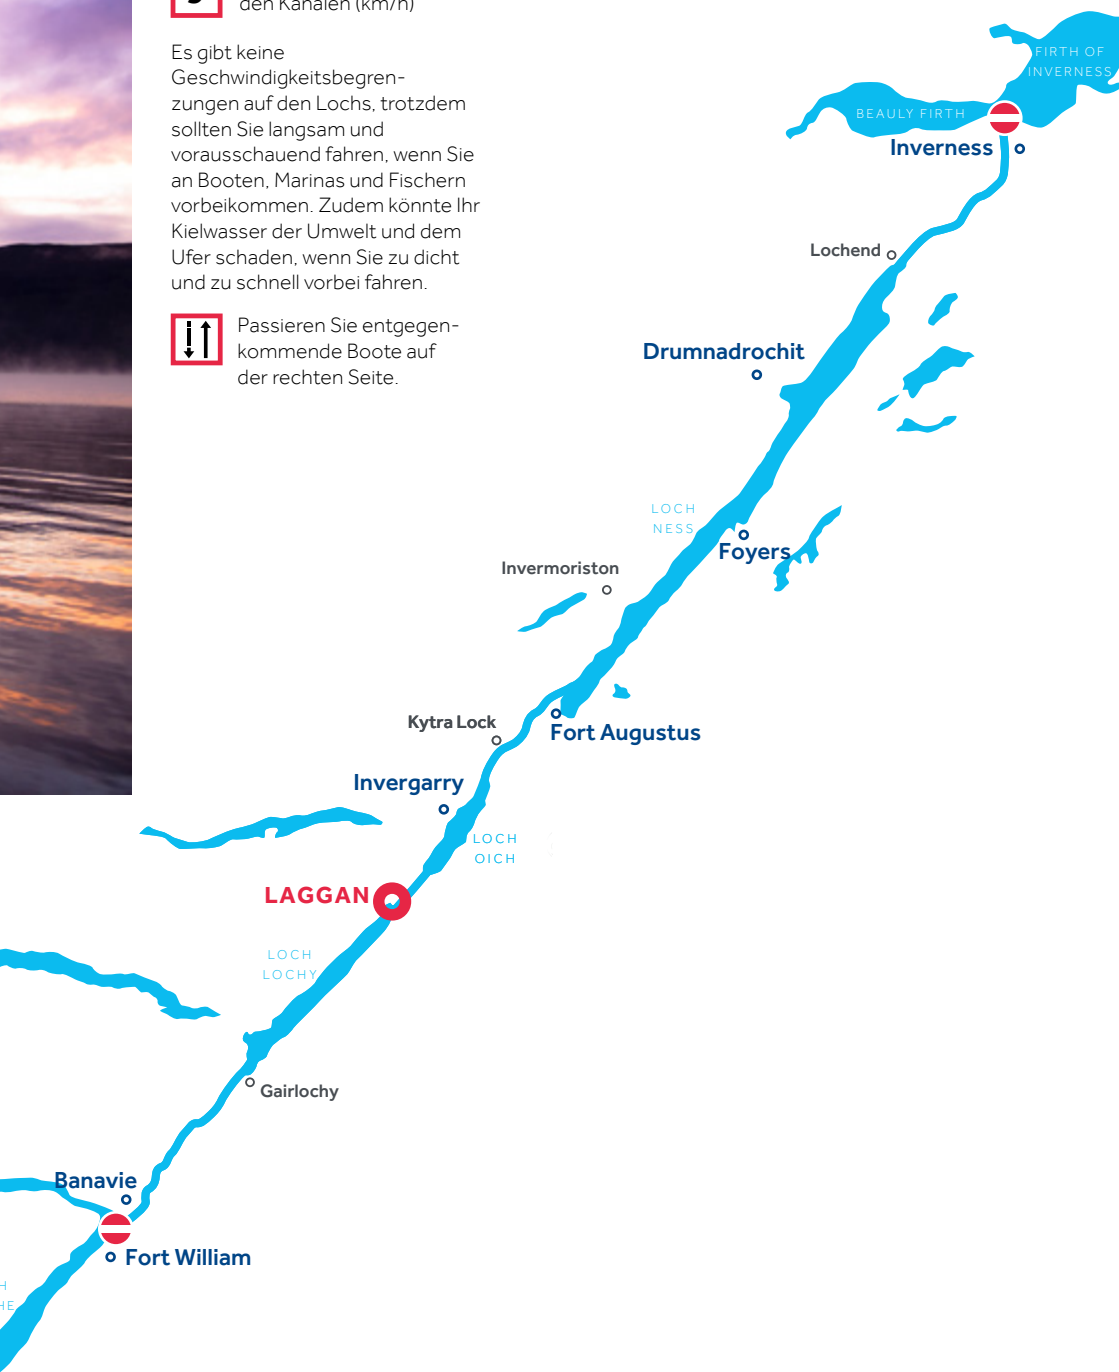 den Kanälen (km/h)
Es gibt keine
Geschwindigkeitsbegren-
zungen auf den Lochs, trotzdem
sollten Sie langsam und
vorausschauend fahren, wenn Sie
an Booten, Marinas und Fischern
vorbeikommen. Zudem könnte Ihr
Kielwasser der Umwelt und dem
Ufer schaden, wenn Sie zu dicht
und zu schnell vorbei fahren.
Passieren Sie entgegen-
kommende Boote auf
der rechten Seite.
FIRTH OF
INVERNESS
BEAULY FIRTH
Inverness
Lochend
Drumnadrochit
LOCH
NESS
Foyers
Invermoriston
Fort Augustus
Kytra Lock
Invergarry
LOCH
OICH
LAGGAN
LOCH
LOCHY
Gairlochy
Banavie
Fort William